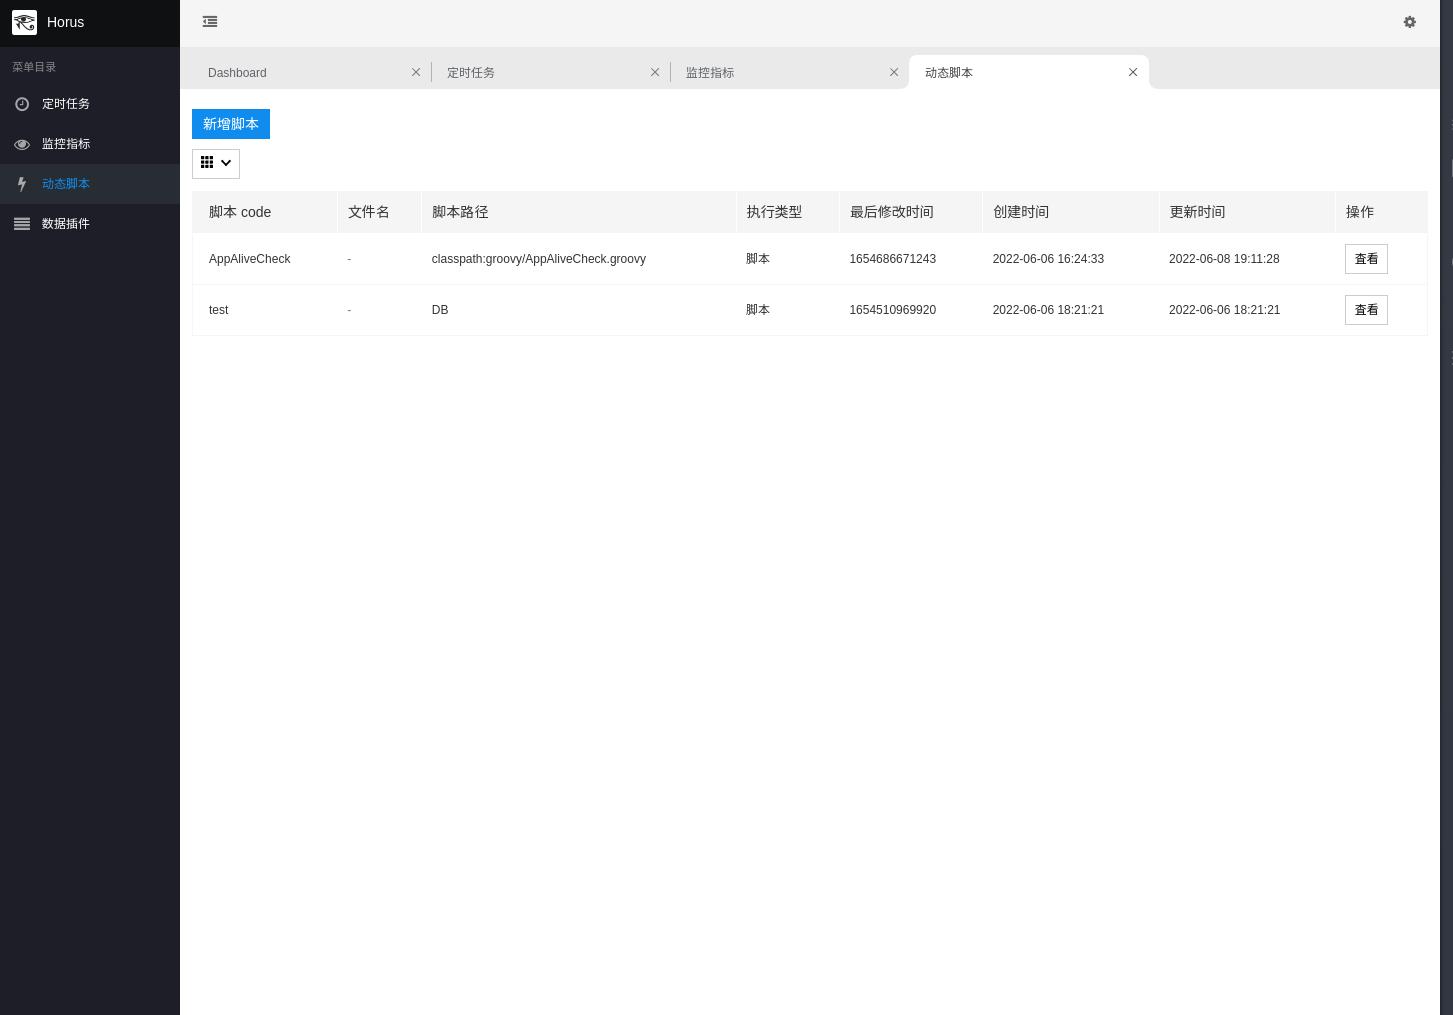 Horus
菜单目录
定时任务
监控指标
动态脚本
数据插件
Dashboard 定时任务 监控指标 动态脚本
新增脚本
脚本 code 文件名 脚本路径 执行类型 最后修改时间 创建时间 更新时间 操作
AppAliveCheck - classpath:groovy/AppAliveCheck.groovy 脚本 1654686671243 2022-06-06 16:24:33 2022-06-08 19:11:28 查看
test - DB 脚本 1654510969920 2022-06-06 18:21:21 2022-06-06 18:21:21 查看